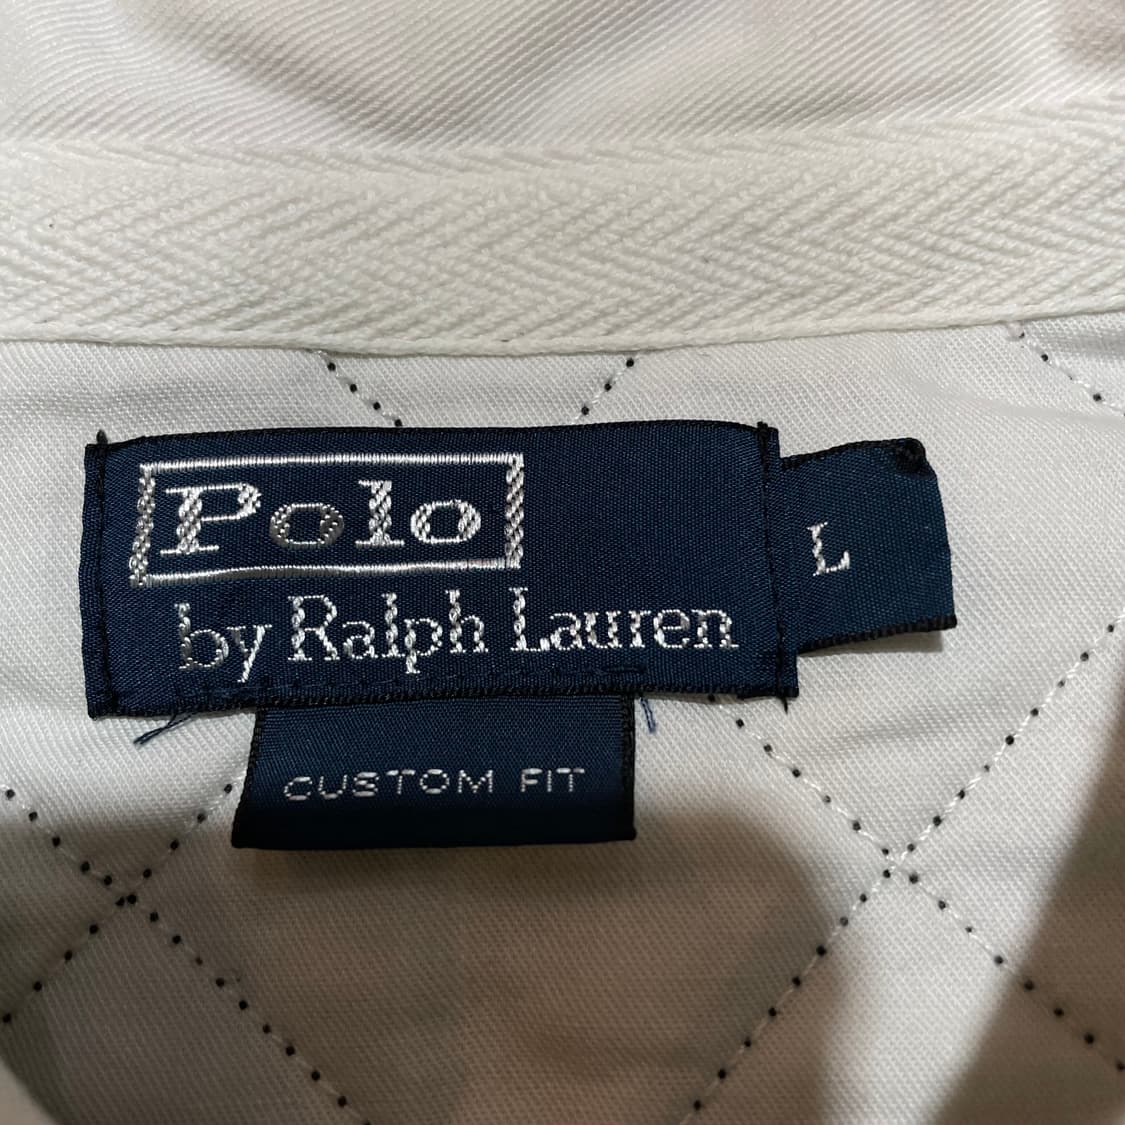 Polo
by Ralph Lauren
L
CUSTOM FIT